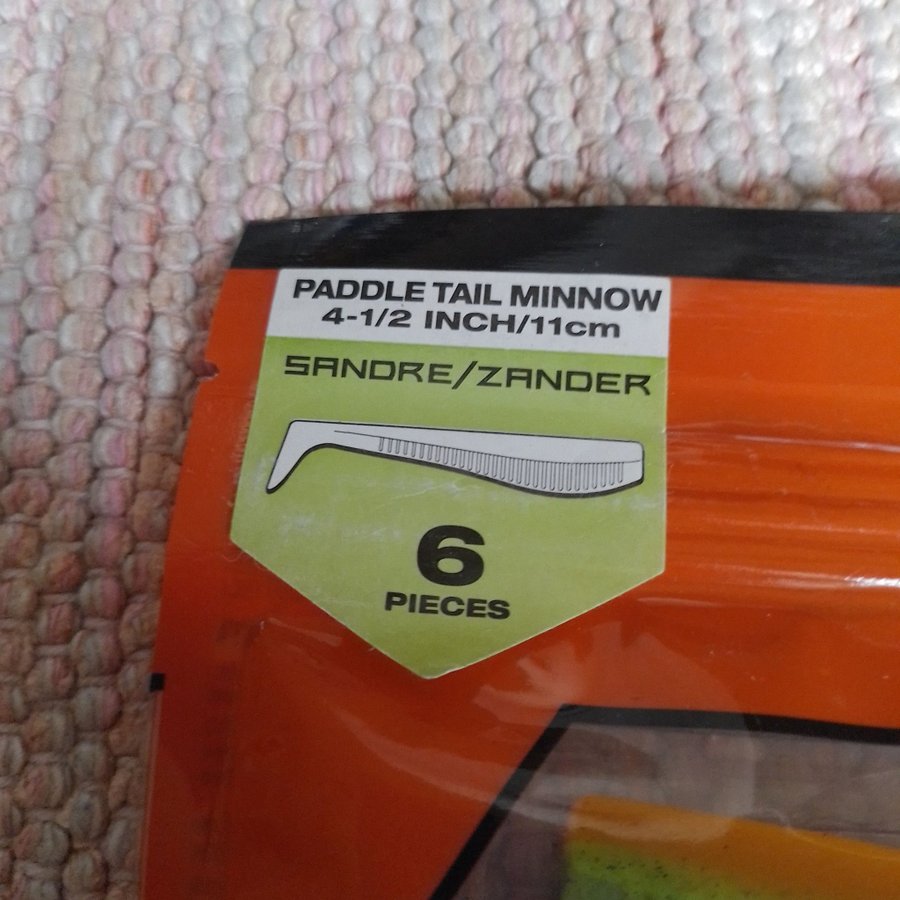 PADDLE TAIL MINNOW
4-1/2 INCH/11cm
SANDRE/ZANDER
6
PIECES